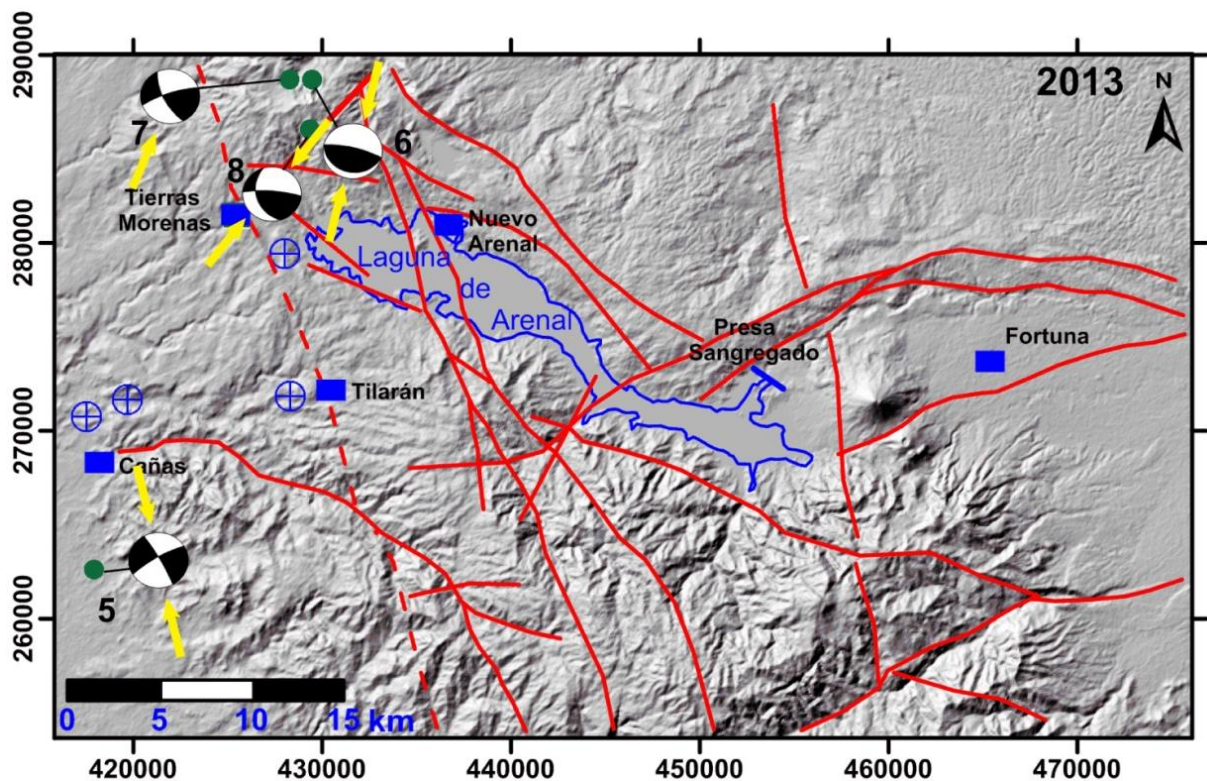 290000
280000
270000
260000
2013
N
7
6
8
Tierras
Morenas
Nuevo
Arenal
Laguna
de
Arenal
Presa
Sangregado
Fortuna
Tilarán
Cañas
5
0 5 10 15 km
420000 430000 440000 450000 460000 470000